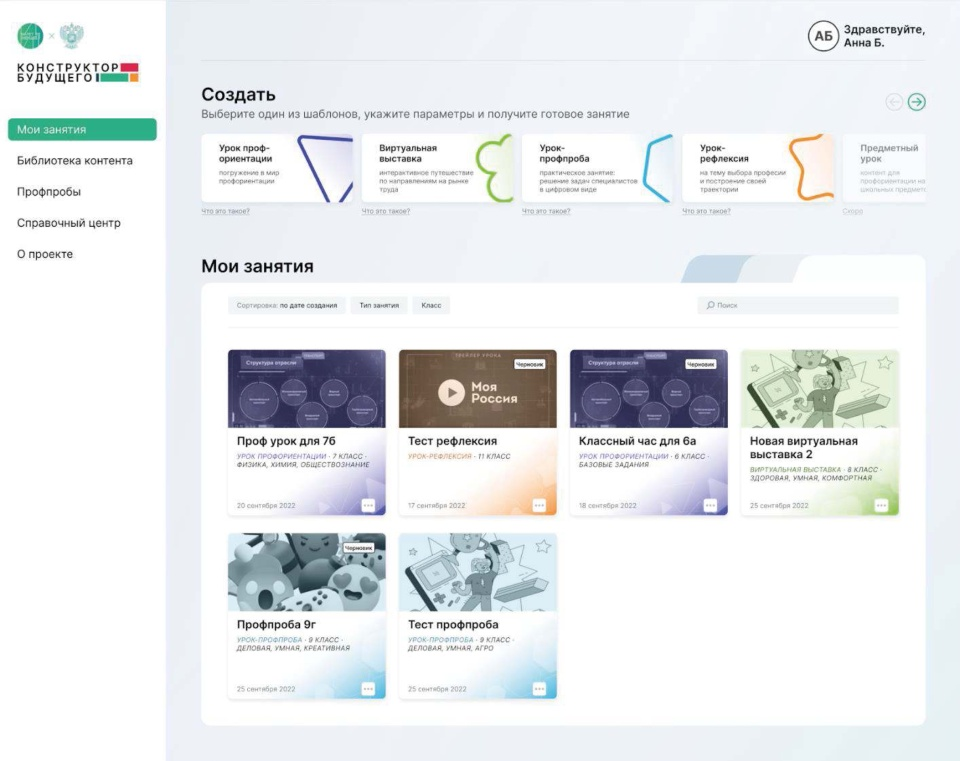 КОНСТРУКТОР
БУДУЩЕГО
Мои занятия
Библиотека контента
Профпробы
Справочный центр
О проекте
АБ
Здравствуйте,
Анна Б.
Создать
Выберите один из шаблонов, укажите параметры и получите готовое занятие
Урок проф-
ориентации
погружение в мир
профориентации
Что это такое?
Виртуальная
выставка
интерактивное путешествие
по направлениям на рынке
труда
Что это такое?
Урок-
профпроба
практическое занятие:
решение задач специалистов
в цифровом виде
Что это такое?
Урок-
рефлексия
на тему выбора професии
и построение своей
траектории
Что это такое?
Предметный
урок
контент для
профориентации на
школьных предмето
Скоро
Мои занятия
Сортировка: по дате создания
Тип занятия
Класс
Поиск
Структура отрасли
Проф урок для 7б
УРОК ПРОФОРИЕНТАЦИИ · 7 КЛАСС ·
ФИЗИКА, ХИМИЯ, ОБЩЕСТВОЗНАНИЕ
20 сентября 2022
ТРЕЙЛЕР УРОКА
Черновик
Моя
Россия
Тест рефлексия
УРОК-РЕФЛЕКСИЯ · 11 КЛАСС
17 сентября 2022
Структура отрасли
Черновик
Классный час для 6а
УРОК ПРОФОРИЕНТАЦИИ · 6 КЛАСС ·
БАЗОВЫЕ ЗАДАНИЯ
18 сентября 2022
Новая виртуальная
выставка 2
ВИРТУАЛЬНАЯ ВЫСТАВКА · 8 КЛАСС ·
ЗДОРОВАЯ, УМНАЯ, КОМФОРТНАЯ
25 сентября 2022
Черновик
Профпроба 9г
УРОК-ПРОФПРОБА · 9 КЛАСС ·
ДЕЛОВАЯ, УМНАЯ, КРЕАТИВНАЯ
25 сентября 2022
Тест профпроба
УРОК-ПРОФПРОБА · 9 КЛАСС ·
ДЕЛОВАЯ, УМНАЯ, АГРО
25 сентября 2022